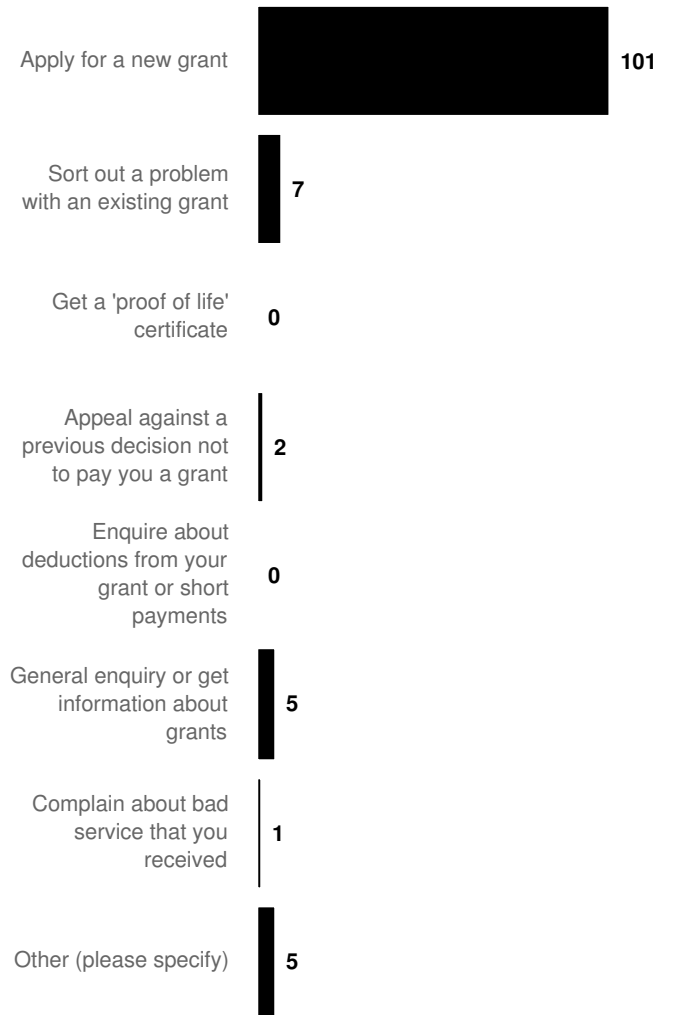 Apply for a new grant
101
Sort out a problem
with an existing grant
7
Get a 'proof of life'
certificate
0
Appeal against a
previous decision not
to pay you a grant
2
Enquire about
deductions from your
grant or short
payments
0
General enquiry or get
information about
grants
5
Complain about bad
service that you
received
1
Other (please specify)
5